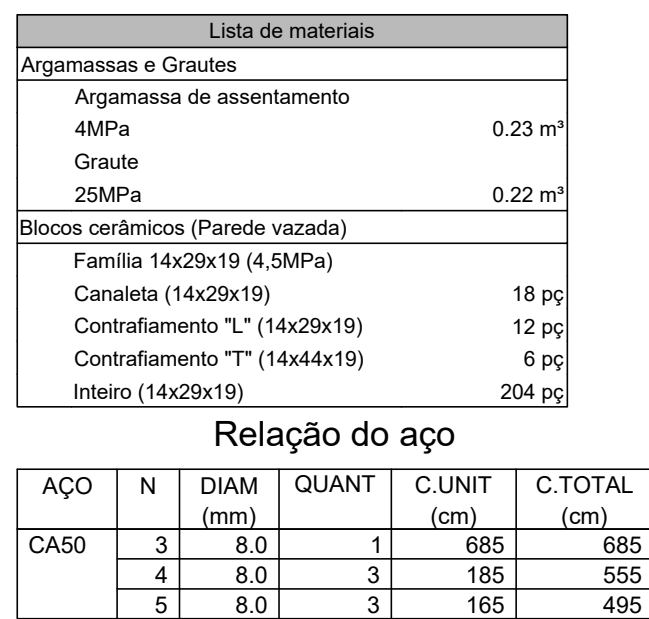 Lista de materiais
Argamassas e Grautes
Argamassa de assentamento
4MPa 0.23 m³
Graute
25MPa 0.22 m³
Blocos cerâmicos (Parede vazada)
Família 14x29x19 (4,5MPa)
Canaleta (14x29x19) 18 pç
Contrafiamento "L" (14x29x19) 12 pç
Contrafiamento "T" (14x44x19) 6 pç
Inteiro (14x29x19) 204 pç
Relação do aço
AÇO N DIAM QUANT C.UNIT C.TOTAL
(mm) (cm) (cm)
CA50 3 8.0 1 685 685
4 8.0 3 185 555
5 8.0 3 165 495